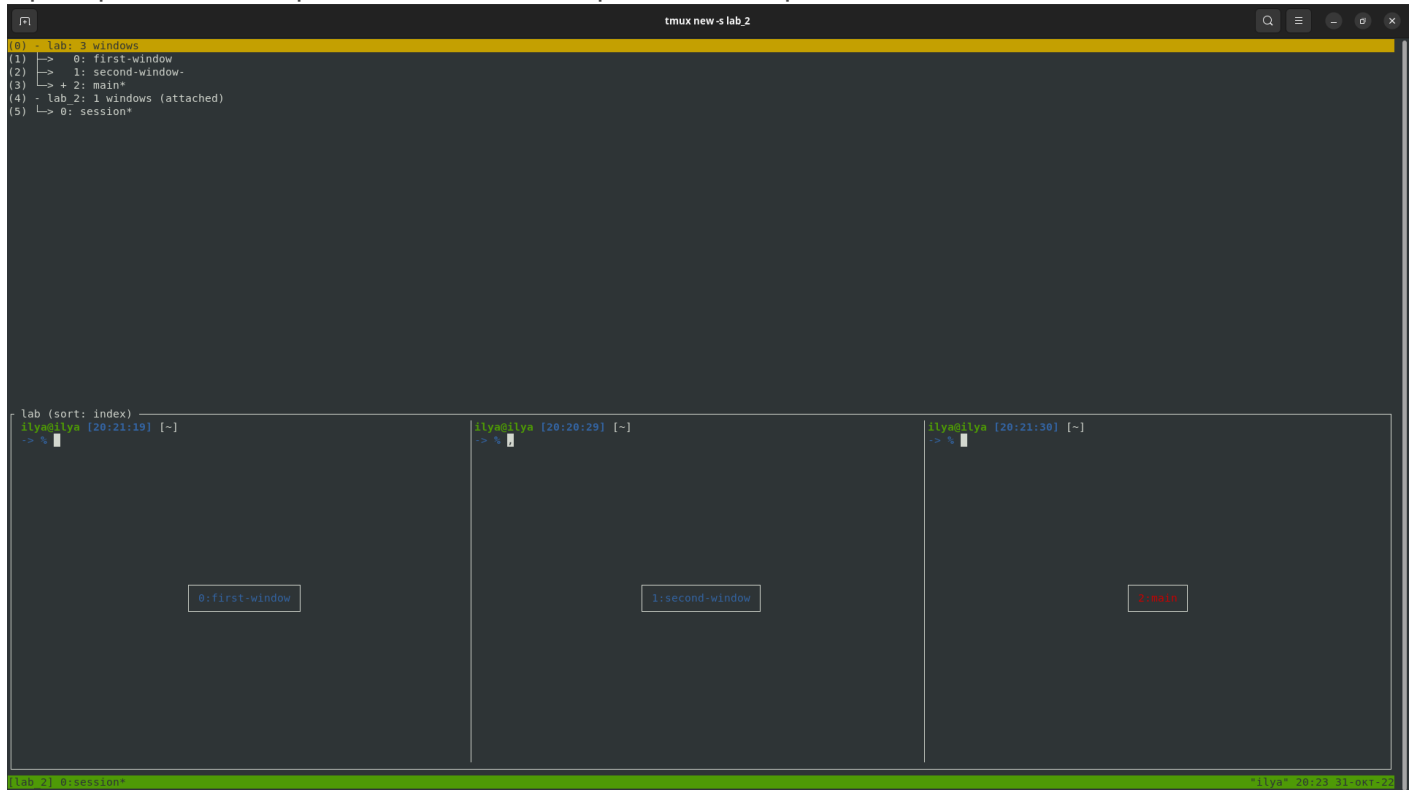 tmux new -s lab_2
(0) - lab: 3 windows
(1) ├─>   0: first-window
(2) ├─>   1: second-window-
(3) └─> + 2: main*
(4) - lab_2: 1 windows (attached)
(5) └─> 0: session*
lab (sort: index)
ilya@ilya [20:21:19] [~]
-> %
ilya@ilya [20:20:29] [~]
-> % ,
ilya@ilya [20:21:30] [~]
-> %
0:first-window
1:second-window
2:main
[lab_2] 0:session*
"ilya" 20:23 31-окт-22